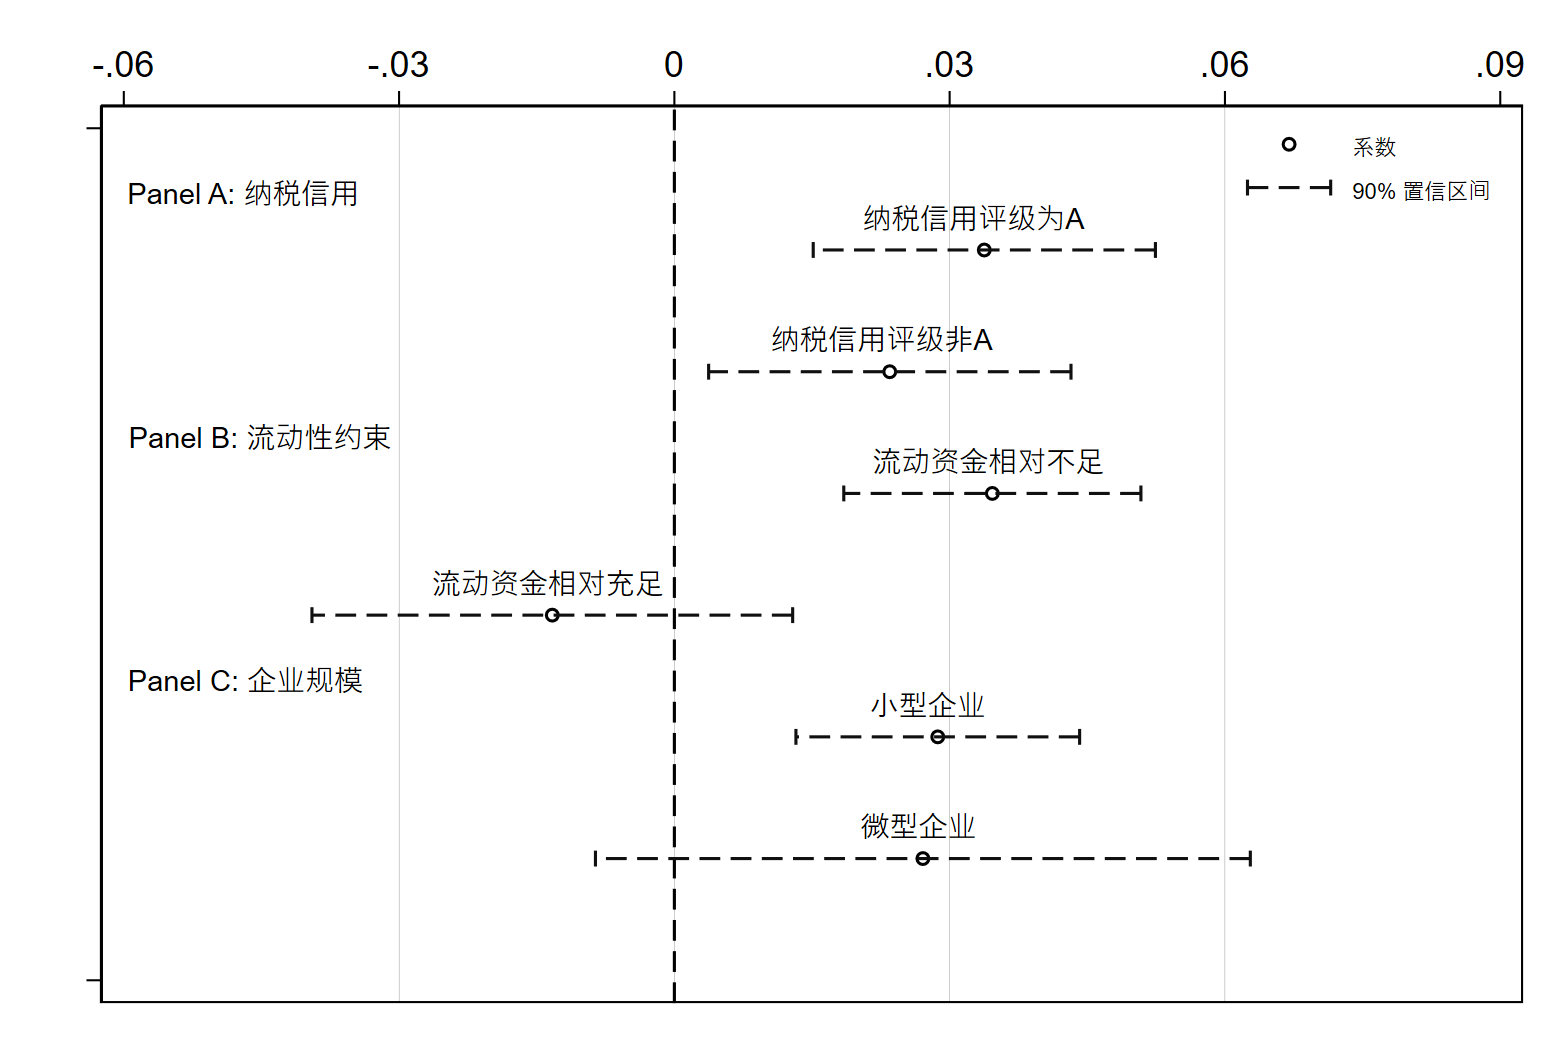 -.06 -.03 0 .03 .06 .09
系数
90% 置信区间
Panel A: 纳税信用
纳税信用评级为A
纳税信用评级非A
Panel B: 流动性约束
流动资金相对不足
流动资金相对充足
Panel C: 企业规模
小型企业
微型企业